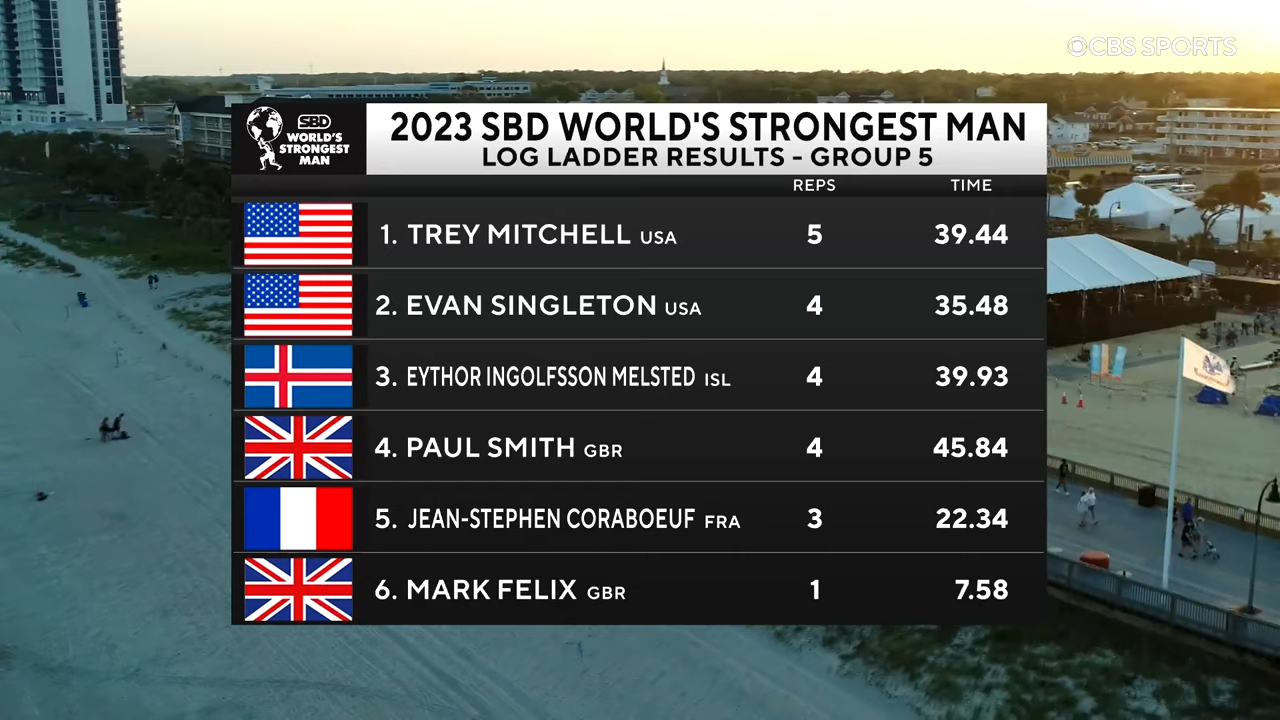 CBS SPORTS
SBD
WORLD'S
STRONGEST
MAN
2023 SBD WORLD'S STRONGEST MAN
LOG LADDER RESULTS - GROUP 5
REPS TIME
1. TREY MITCHELL USA 5 39.44
2. EVAN SINGLETON USA 4 35.48
3. EYTHOR INGOLFSSON MELSTED ISL 4 39.93
4. PAUL SMITH GBR 4 45.84
5. JEAN-STEPHEN CORABOEUF FRA 3 22.34
6. MARK FELIX GBR 1 7.58